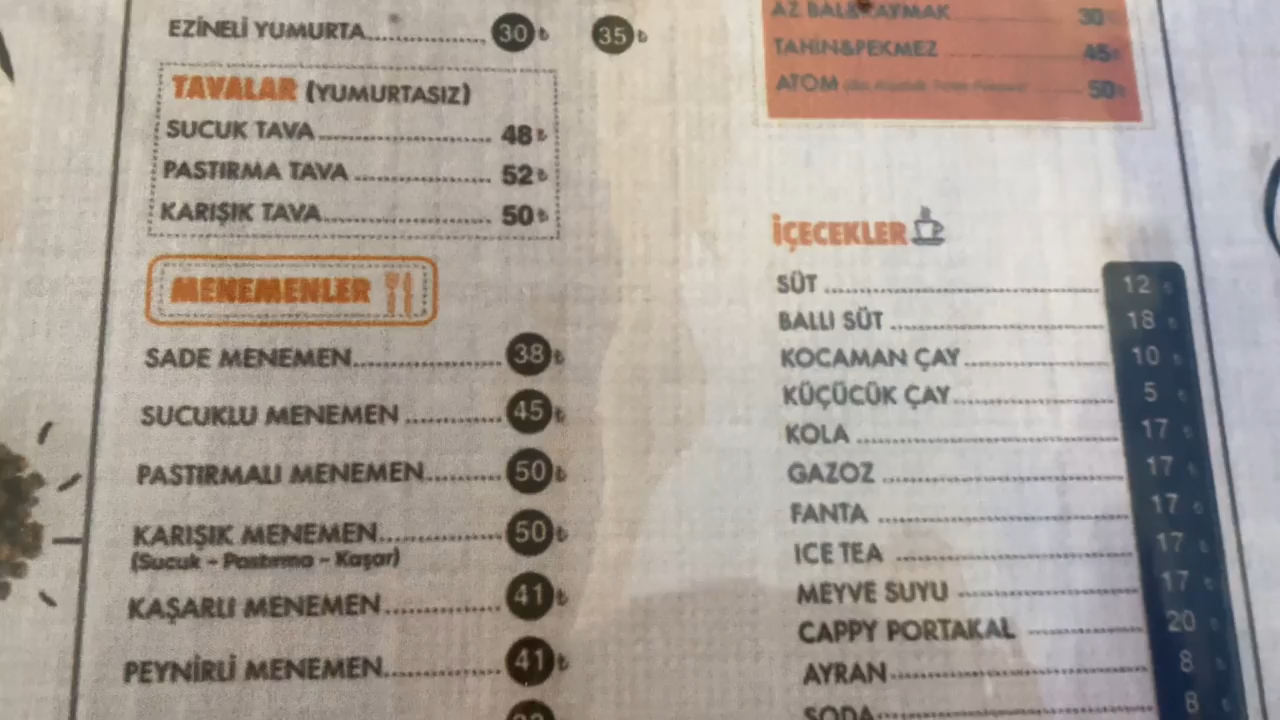 EZİNELİ YUMURTA 30₺ 35₺
TAVALAR (YUMURTASIZ)
SUCUK TAVA 48₺
PASTIRMA TAVA 52₺
KARIŞIK TAVA 50₺
MENEMENLER
SADE MENEMEN 38₺
SUCUKLU MENEMEN 45₺
PASTIRMALI MENEMEN 50₺
KARIŞIK MENEMEN 50₺
(Sucuk - Pastırma - Kaşar)
KAŞARLI MENEMEN 41₺
PEYNİRLİ MENEMEN 41₺
AZ BAL&KAYMAK 30₺
TAHİN&PEKMEZ 45₺
ATOM 50₺
İÇECEKLER
SÜT 12 ₺
BALLI SÜT 18 ₺
KOCAMAN ÇAY 10 ₺
KÜÇÜCÜK ÇAY 5 ₺
KOLA 17 ₺
GAZOZ 17 ₺
FANTA 17 ₺
ICE TEA 17 ₺
MEYVE SUYU 17 ₺
CAPPY PORTAKAL 20 ₺
AYRAN 8 ₺
SODA 8 ₺